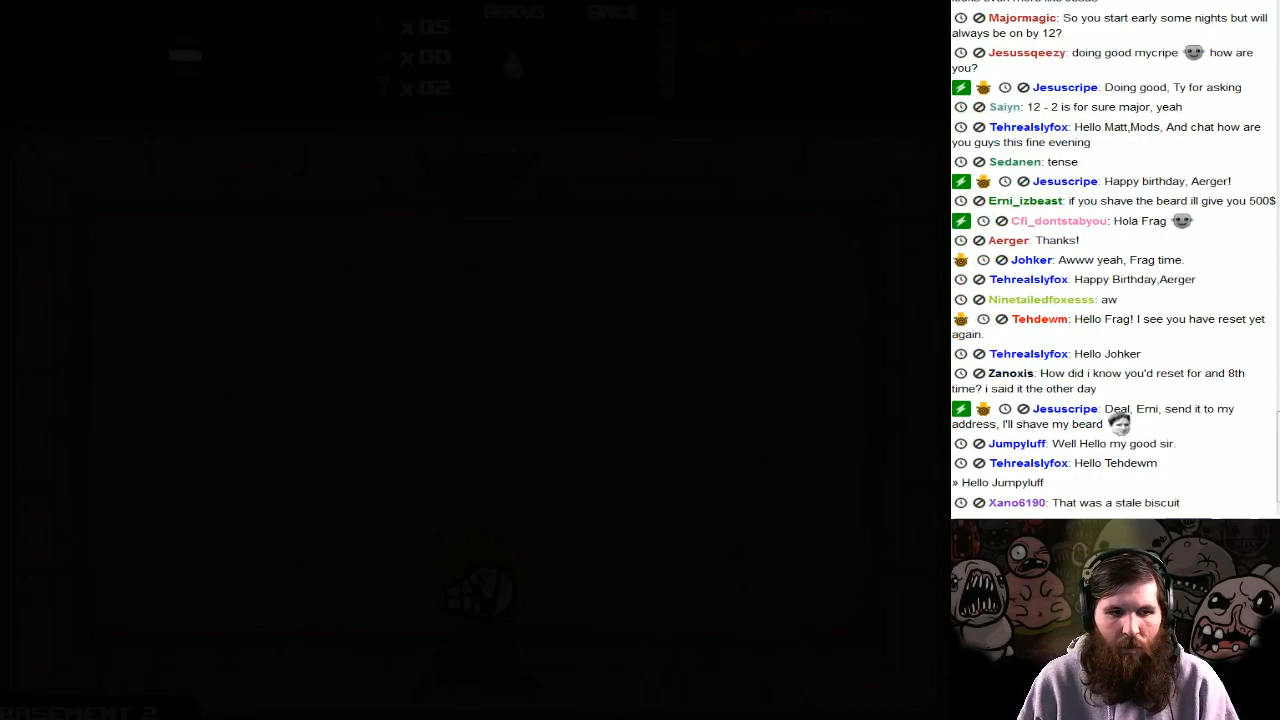 ARROWS SPACE
x 05
x 00
x 02
BASEMENT 2
Majormagic: So you start early some nights but will
always be on by 12?
Jesussqeezy: doing good mycripe how are
you?
Jesuscripe: Doing good, Ty for asking
Saiyn: 12 - 2 is for sure major, yeah
Tehrealslyfox: Hello Matt,Mods, And chat how are
you guys this fine evening
Sedanen: tense
Jesuscripe: Happy birthday, Aerger!
Erni_izbeast: if you shave the beard ill give you 500$
Cfi_dontstabyou: Hola Frag
Aerger: Thanks!
Johker: Awww yeah, Frag time.
Tehrealslyfox: Happy Birthday,Aerger
Ninetailedfoxesss: aw
Tehdewm: Hello Frag! I see you have reset yet
again.
Tehrealslyfox: Hello Johker
Zanoxis: How did i know you'd reset for and 8th
time? i said it the other day
Jesuscripe: Deal, Erni, send it to my
address, I'll shave my beard
Jumpyluff: Well Hello my good sir.
Tehrealslyfox: Hello Tehdewm
» Hello Jumpyluff
Xano6190: That was a stale biscuit